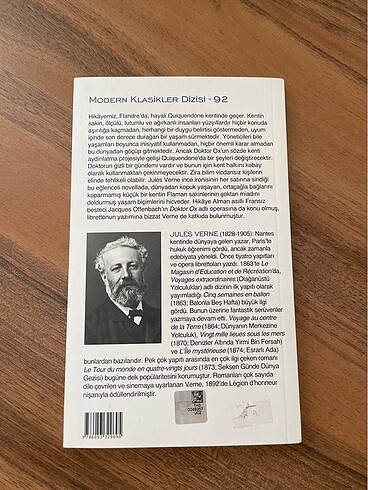 MODERN KLASİKLER DİZİSİ - 92
Hikâyemiz, Flandre'da, hayali Quiquendone kentinde geçer. Kentin
sakin, ölçülü, tutumlu ve ağırkanlı insanları yüzyıllardır hiçbir konuda
aşırılığa kaçmadan, herhangi bir duygu belirtisi göstermeden, uyum
içinde son derece durağan bir yaşam sürmektedir. Yöneticileri bile
yaşamları boyunca inisiyatif kullanmadan, hiçbir önemli karar almadan
bu dünyadan göçüp gitmektedir. Ancak Doktor Ox'un sözde kenti
aydınlatma projesiyle gelişi Quiquendone'da bir şeyleri değiştirecektir.
Doktorun gizli bir gündemi vardır ve bunun için kent halkını kobay
olarak kullanmaktan çekinmeyecektir. Zira bilim vicdansız kişilerin
elinde tehlikeli olabilir. Jules Verne ince ironisinin her satırına sindiği
bu eğlenceli novellada, dünyadan kopuk yaşayan, ortaçağla bağlarını
koparmamış küçük bir kentin Flaman sakinlerinin çoktan miadını
doldurmuş yaşam biçimlerini hicveder. Hikâye Alman asıllı Fransız
besteci Jacques Offenbach'ın Doktor Ox adlı operasına da konu olmuş,
librettonun yazımına bizzat Verne de katkıda bulunmuştur.
JULES VERNE (1828-1905): Nantes
kentinde dünyaya gelen yazar, Paris'te
hukuk öğrenimi gördü, ancak zamanla
edebiyata yöneldi. Önce tiyatro yapıtları
ve opera librettoları yazdı. 1863'te Le
Magasin d'Education et de Récréation'da,
Voyages extraordinaires (Olağanüstü
Yolculuklar) adlı dizinin ilk yapıtı olarak
yayımladığı Cinq semaines en ballon
(1863; Balonla Beş Hafta) büyük ilgi
gördü. Bunun üzerine fantastik serüvenler
yazmaya devam etti. Voyage au centre
de la Terre (1864; Dünyanın Merkezine
Yolculuk), Vingt mille lieues sous les mers
(1870; Denizler Altında Yirmi Bin Fersah) ve
L'île mystérieuse (1874; Esrarlı Ada)
bunlardan bazılarıdır. Pek çok yapıtı arasında en çok ilgi çeken romanı
Le Tour du monde en quatre-vingts jours (1873; Seksen Günde Dünya
Gezisi) bugüne dek popülaritesini korumuştur. Romanları çok sayıda
dile çevrilen ve sinemaya uyarlanan Verne, 1892'de Légion d'honneur
nişanıyla ödüllendirilmiştir.